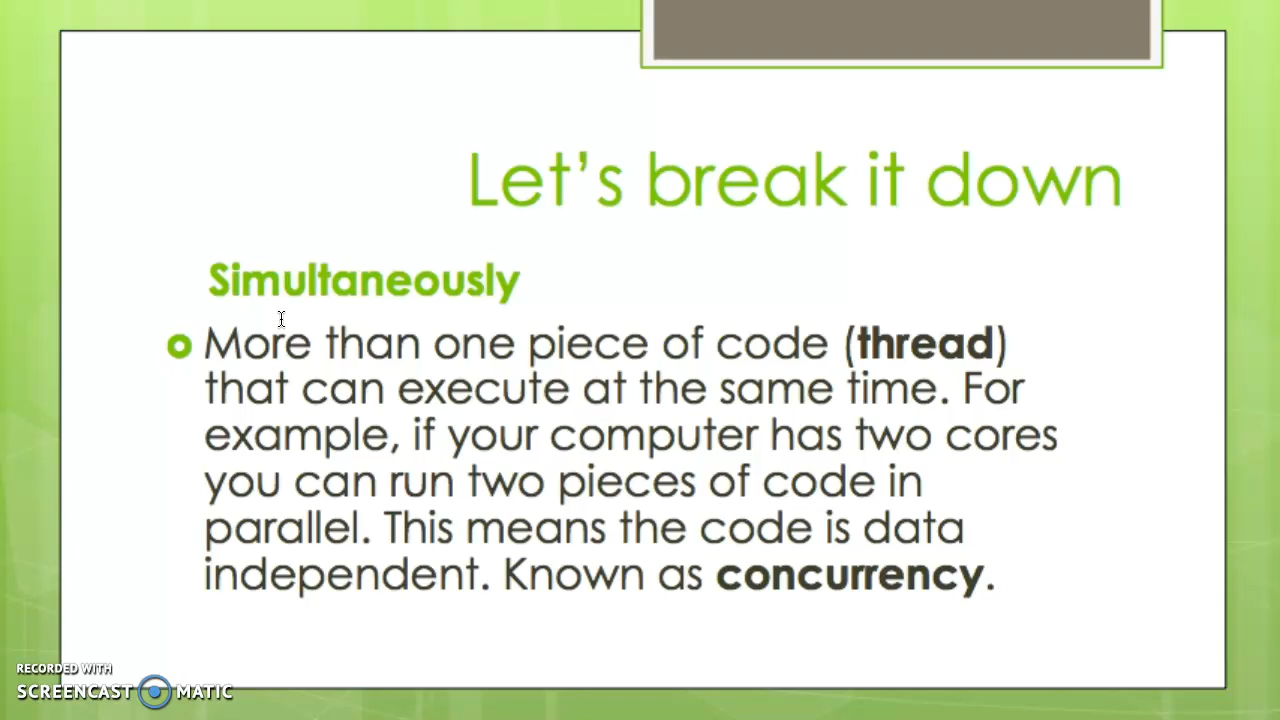 Let's break it down
Simultaneously
More than one piece of code (thread)
that can execute at the same time. For
example, if your computer has two cores
you can run two pieces of code in
parallel. This means the code is data
independent. Known as concurrency.
RECORDED WITH
SCREENCAST MATIC